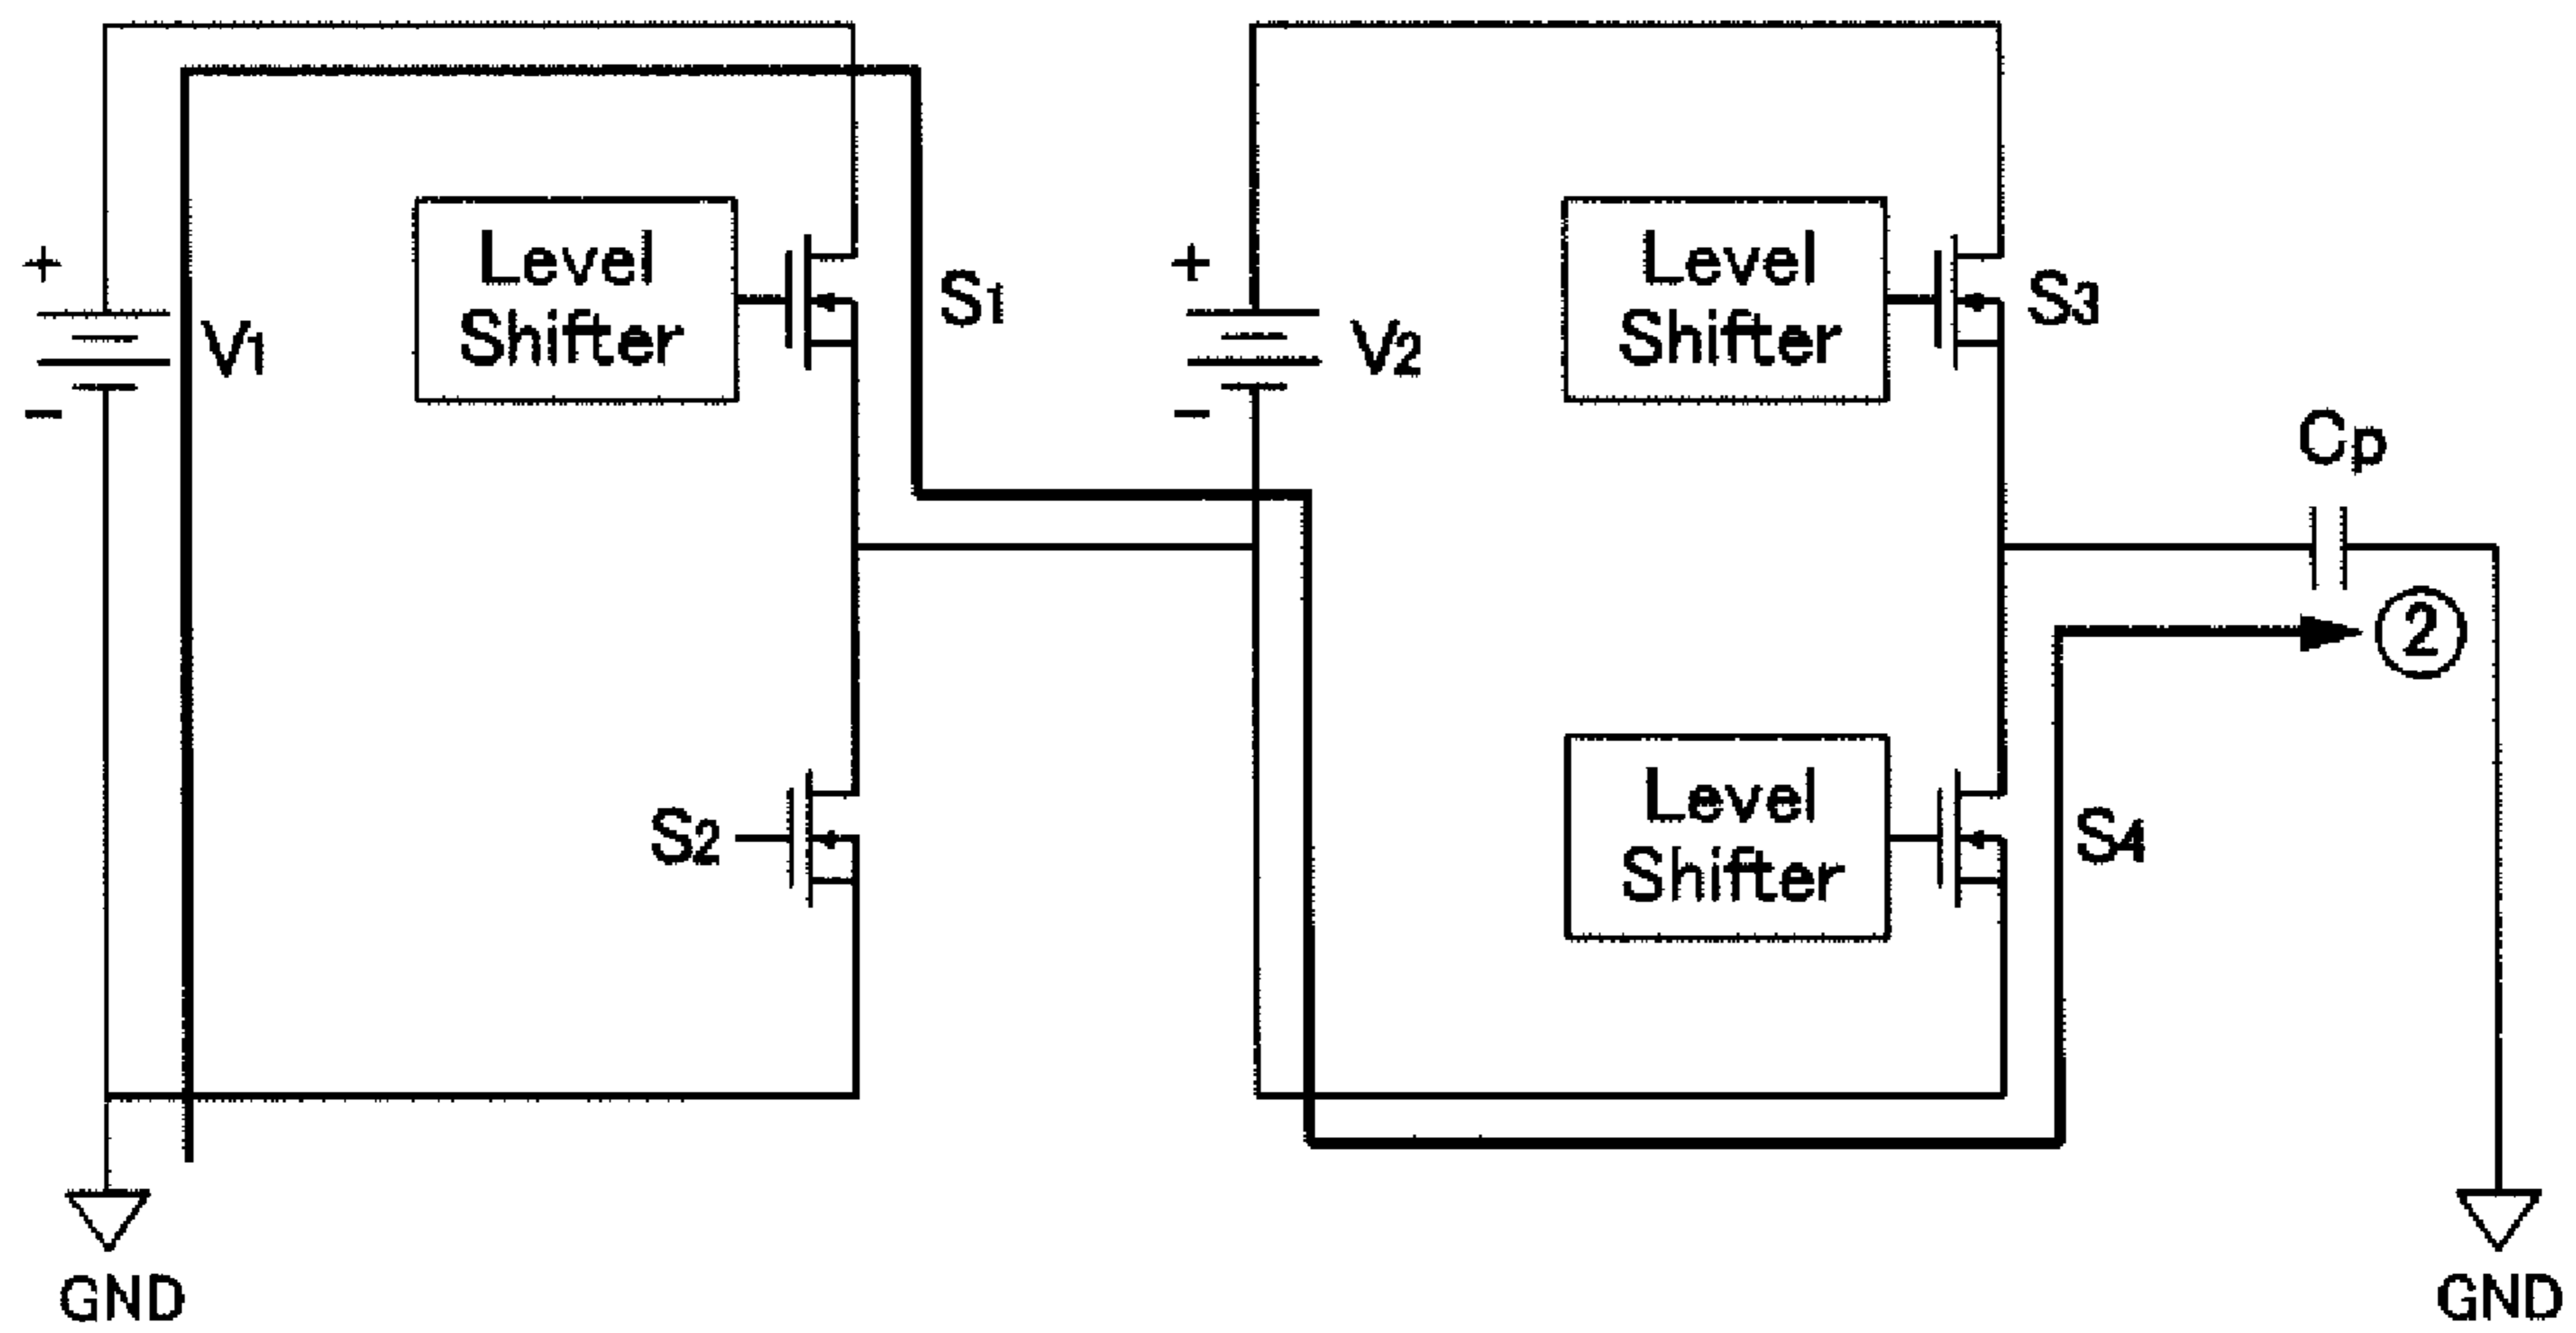 Level
Shifter
S1
+
V1
-
Level
Shifter
S3
+
V2
-
Cp
②
S2
Level
Shifter
S4
GND
GND